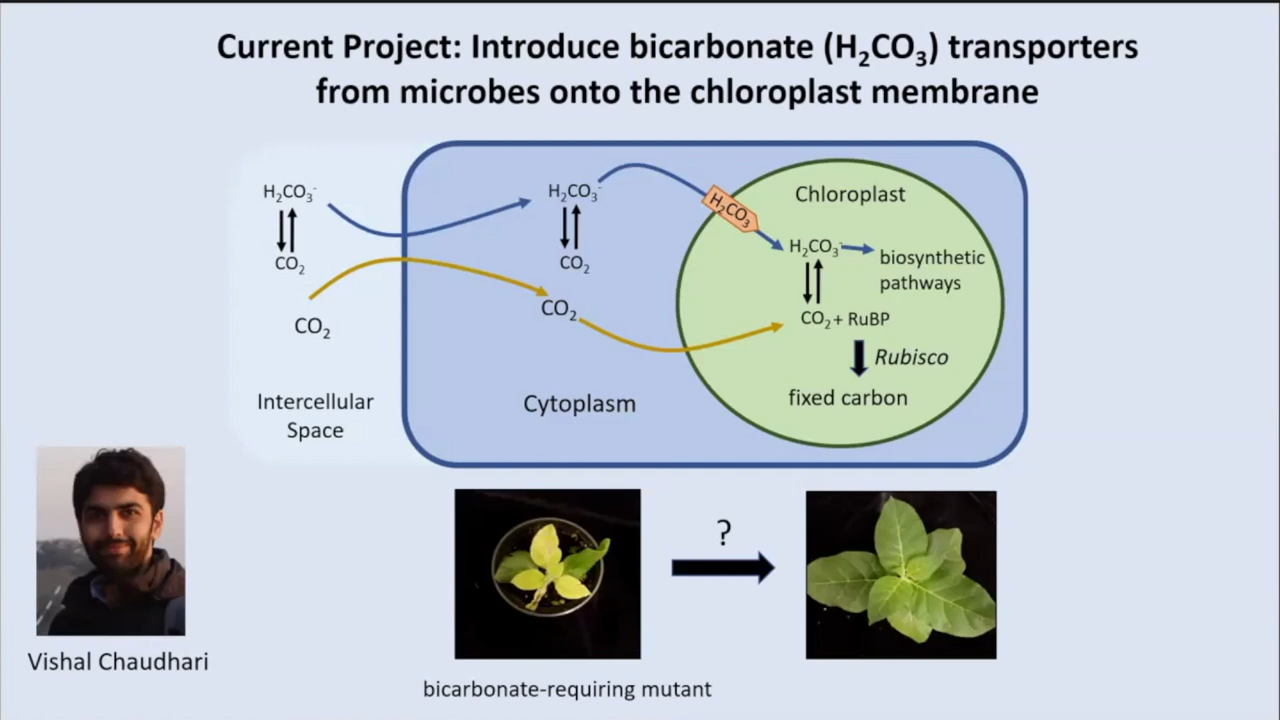 Current Project: Introduce bicarbonate (H₂CO₃) transporters
from microbes onto the chloroplast membrane
H₂CO₃⁻
CO₂
CO₂
Intercellular
Space
H₂CO₃⁻
CO₂
CO₂
Cytoplasm
H₂CO₃
Chloroplast
H₂CO₃⁻
biosynthetic
pathways
CO₂ + RuBP
Rubisco
fixed carbon
?
Vishal Chaudhari
bicarbonate-requiring mutant